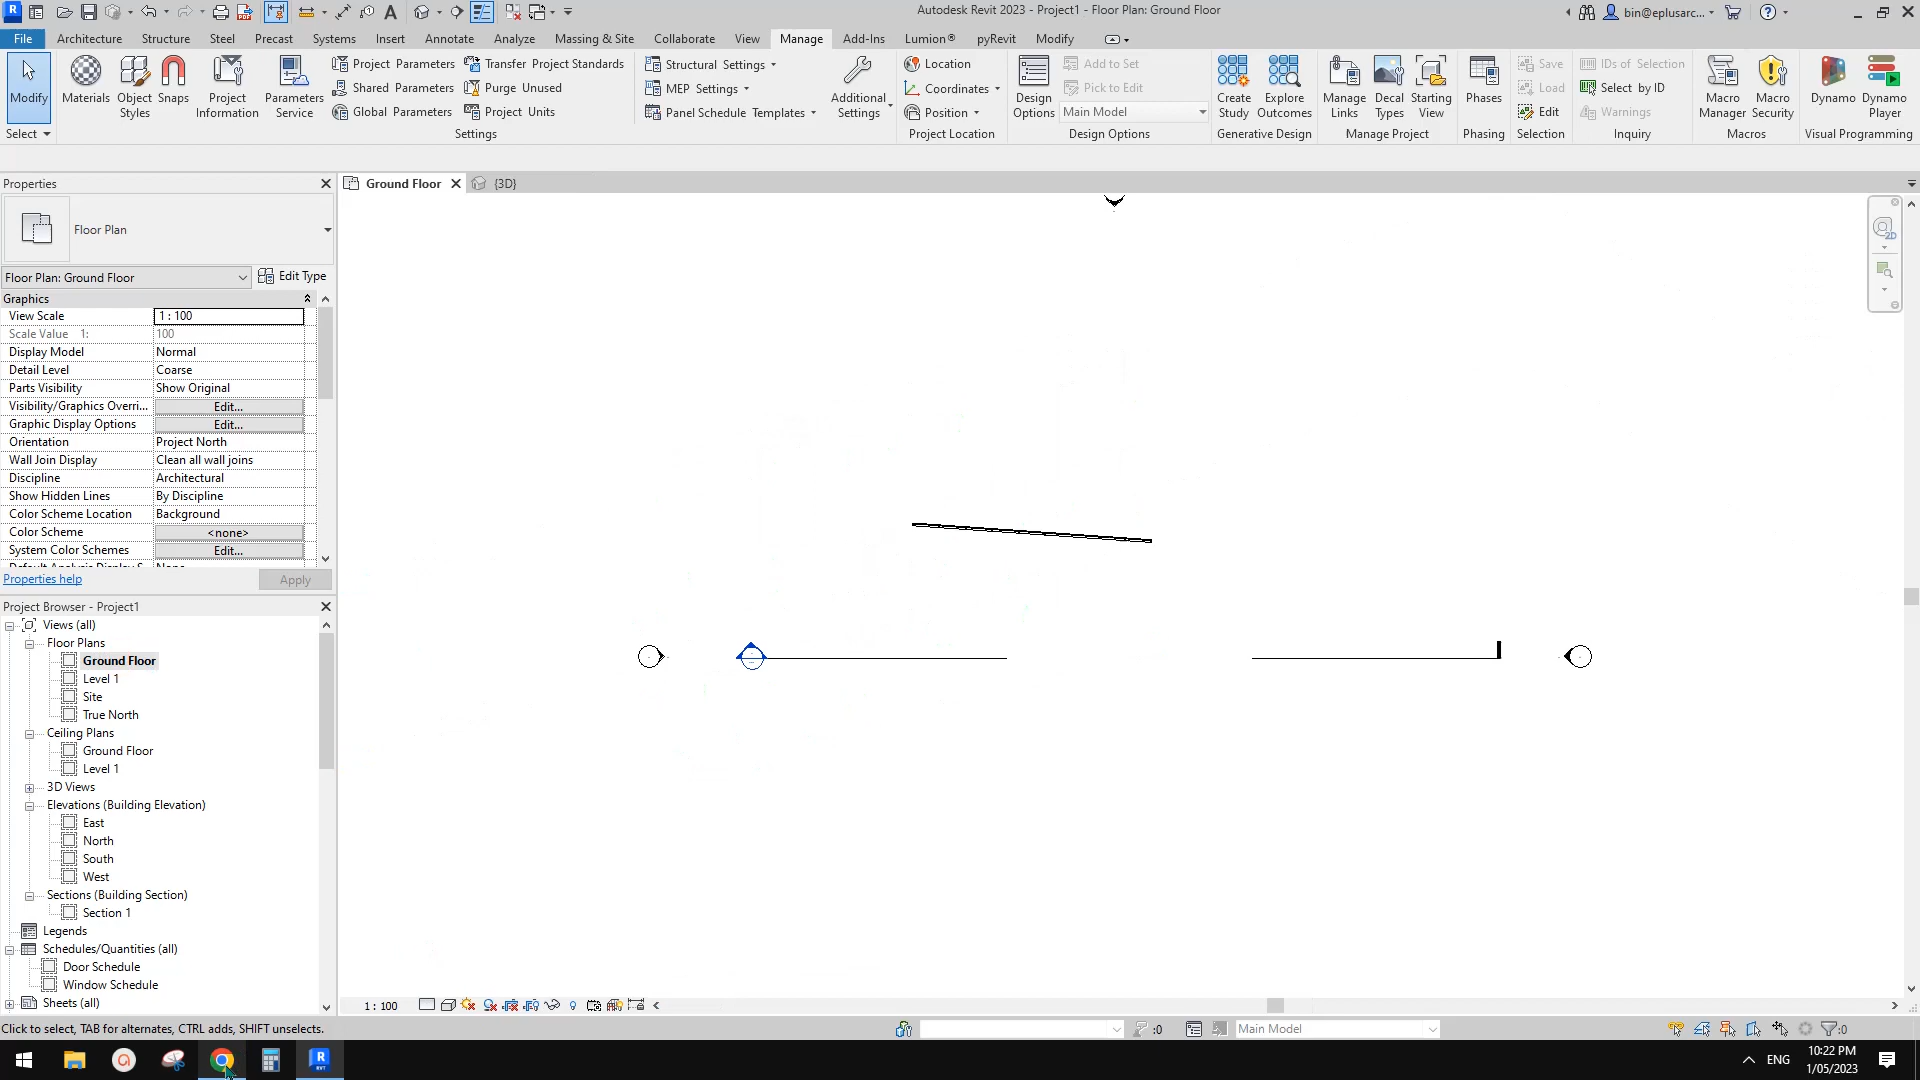 Autodesk Revit 2023 - Project1 - Floor Plan: Ground Floor
bin@eplusarc...
File Architecture Structure Steel Precast Systems Insert Annotate Analyze Massing & Site Collaborate View Manage Add-Ins Lumion® pyRevit Modify
Modify
Materials
Object Styles
Snaps
Project Information
Parameters Service
Project Parameters
Shared Parameters
Global Parameters
Transfer Project Standards
Purge Unused
Project Units
Structural Settings
MEP Settings
Panel Schedule Templates
Additional Settings
Location
Coordinates
Position
Design Options
Add to Set
Pick to Edit
Main Model
Create Study
Explore Outcomes
Manage Links
Decal Types
Starting View
Phases
Save
Load
Edit
IDs of Selection
Select by ID
Warnings
Macro Manager
Macro Security
Dynamo
Dynamo Player
Select Settings Project Location Design Options Generative Design Manage Project Phasing Selection Inquiry Macros Visual Programming
Properties
Ground Floor
{3D}
2D
Floor Plan
Floor Plan: Ground Floor
Edit Type
Graphics
View Scale 1 : 100
Scale Value 1: 100
Display Model Normal
Detail Level Coarse
Parts Visibility Show Original
Visibility/Graphics Overri... Edit...
Graphic Display Options Edit...
Orientation Project North
Wall Join Display Clean all wall joins
Discipline Architectural
Show Hidden Lines By Discipline
Color Scheme Location Background
Color Scheme <none>
System Color Schemes Edit...
Properties help
Apply
Project Browser - Project1
Views (all)
Floor Plans
Ground Floor
Level 1
Site
True North
Ceiling Plans
Ground Floor
Level 1
3D Views
Elevations (Building Elevation)
East
North
South
West
Sections (Building Section)
Section 1
Legends
Schedules/Quantities (all)
Door Schedule
Window Schedule
Sheets (all)
1 : 100
Click to select, TAB for alternates, CTRL adds, SHIFT unselects.
:0
Main Model
:0
ENG
10:22 PM
1/05/2023